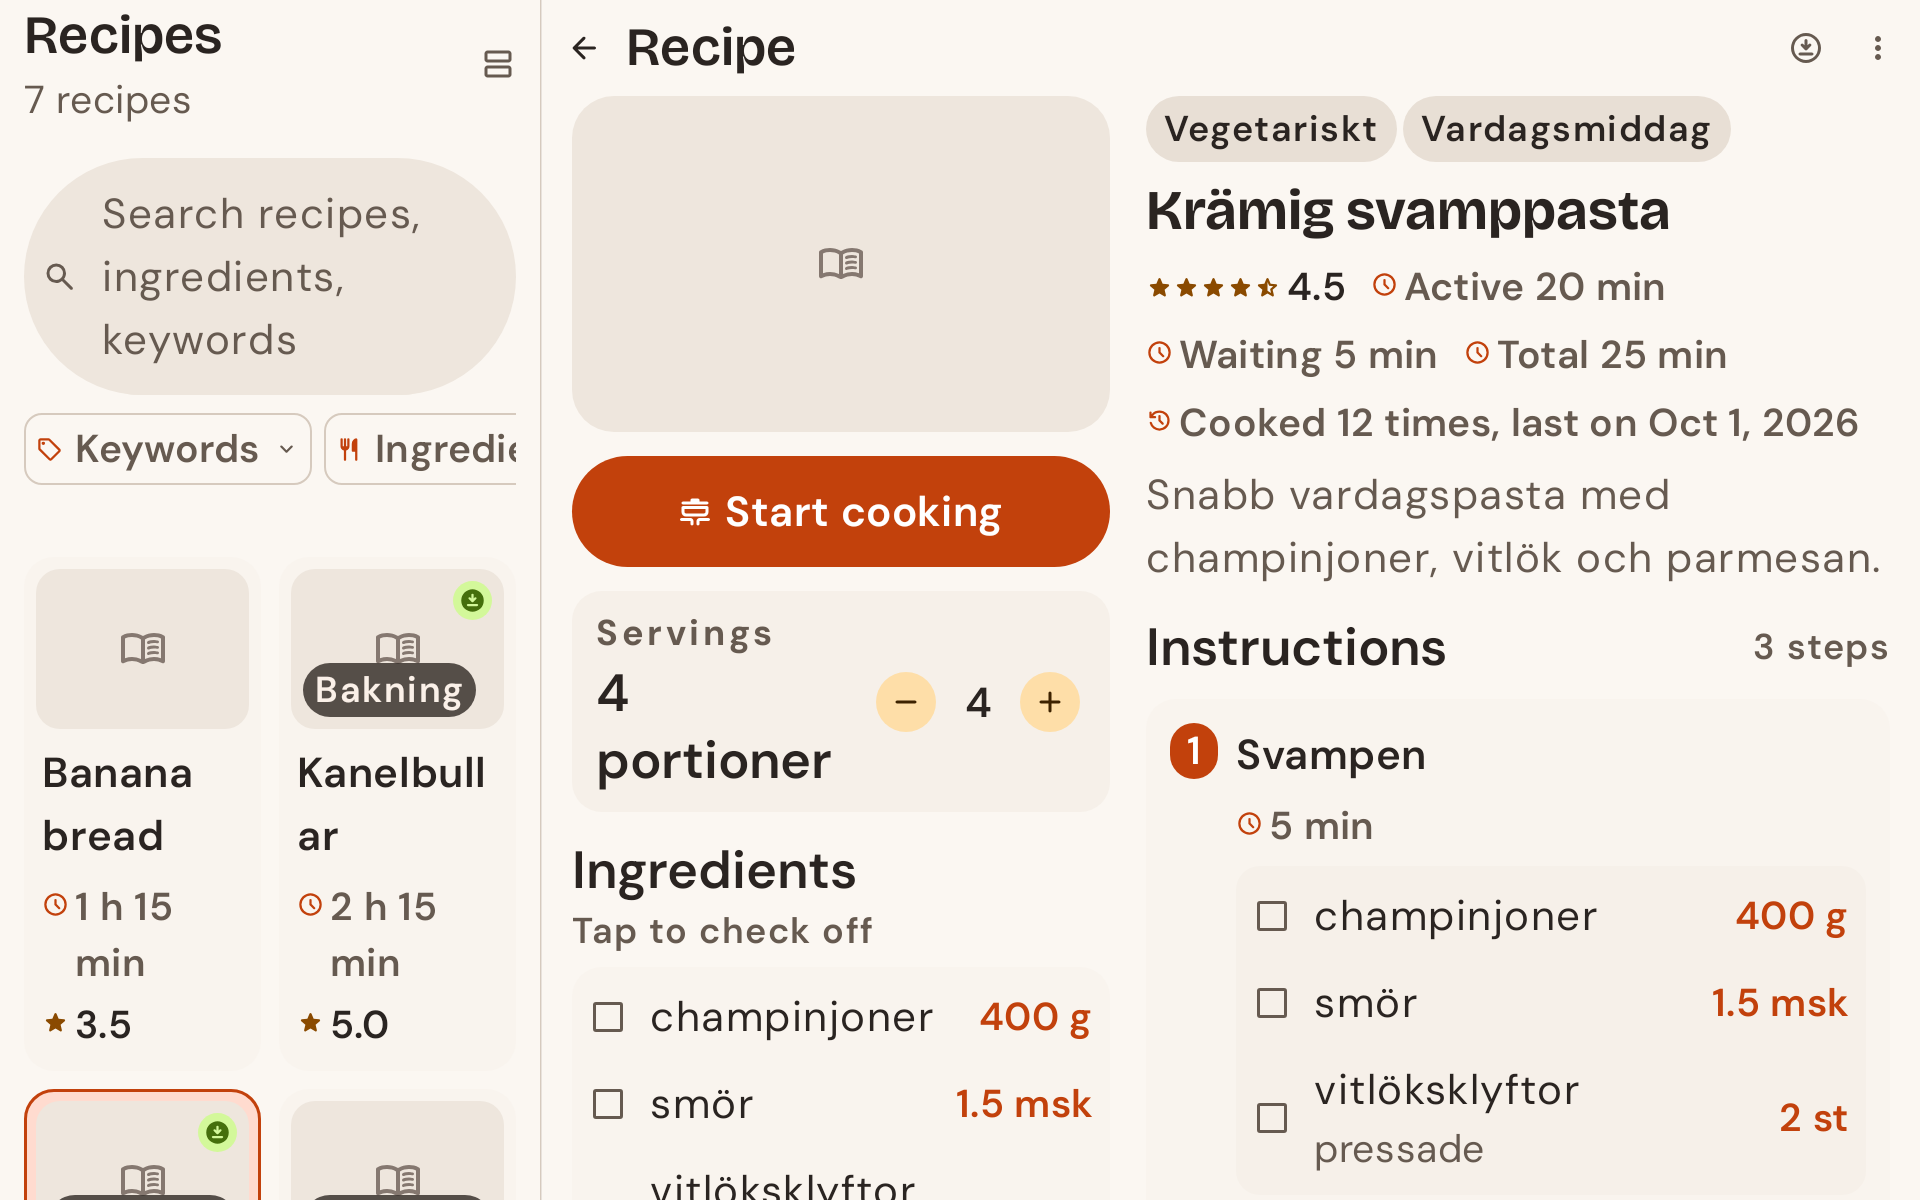 Recipes
7 recipes
Search recipes,
ingredients,
keywords
Keywords
Ingredie
Banana
bread
1 h 15
min
3.5
Bakning
Kanelbull
ar
2 h 15
min
5.0
Recipe
Start cooking
Servings
4
portioner
4
Ingredients
Tap to check off
champinjoner 400 g
smör 1.5 msk
vitlöksklyftor
Vegetariskt Vardagsmiddag
Krämig svamppasta
4.5 Active 20 min
Waiting 5 min Total 25 min
Cooked 12 times, last on Oct 1, 2026
Snabb vardagspasta med
champinjoner, vitlök och parmesan.
Instructions 3 steps
1 Svampen
5 min
champinjoner 400 g
smör 1.5 msk
vitlöksklyftor 2 st
pressade